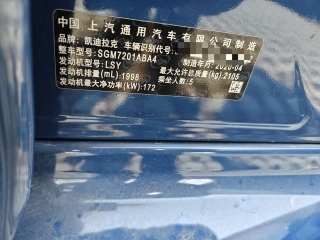 中国 上汽通用汽车有限公司制造
品牌:凯迪拉克 车辆识别代号:
整车型号:SGM7201ABA4 制造年月:2020-04
发动机型号:LSY 最大允许总质量(kg):2105
发动机排量(mL):1998 乘坐人数:5
发动机最大净功率(kW):172